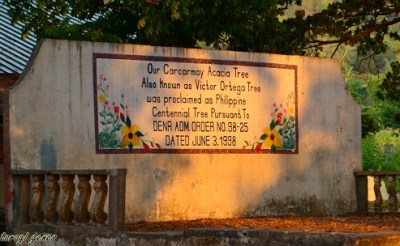 Our Carcarmay Acacia Tree
Also Known as Victor Ortega Tree
was proclaimed as Philippine
Centennial Tree Pursuant To
DENR ADM. ORDER NO. 98-25
DATED JUNE 3. 1998